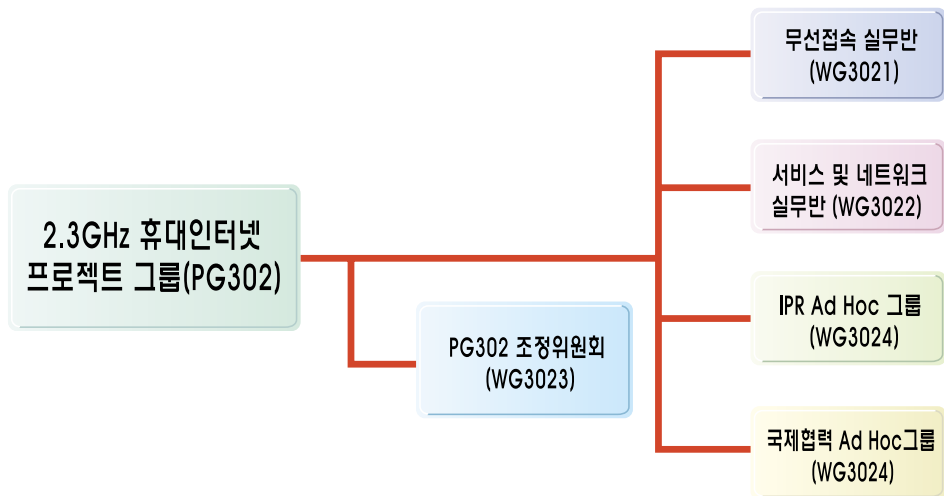 2.3GHz 휴대인터넷
프로젝트 그룹(PG302)
PG302 조정위원회
(WG3023)
무선접속 실무반
(WG3021)
서비스 및 네트워크
실무반 (WG3022)
IPR Ad Hoc 그룹
(WG3024)
국제협력 Ad Hoc그룹
(WG3024)